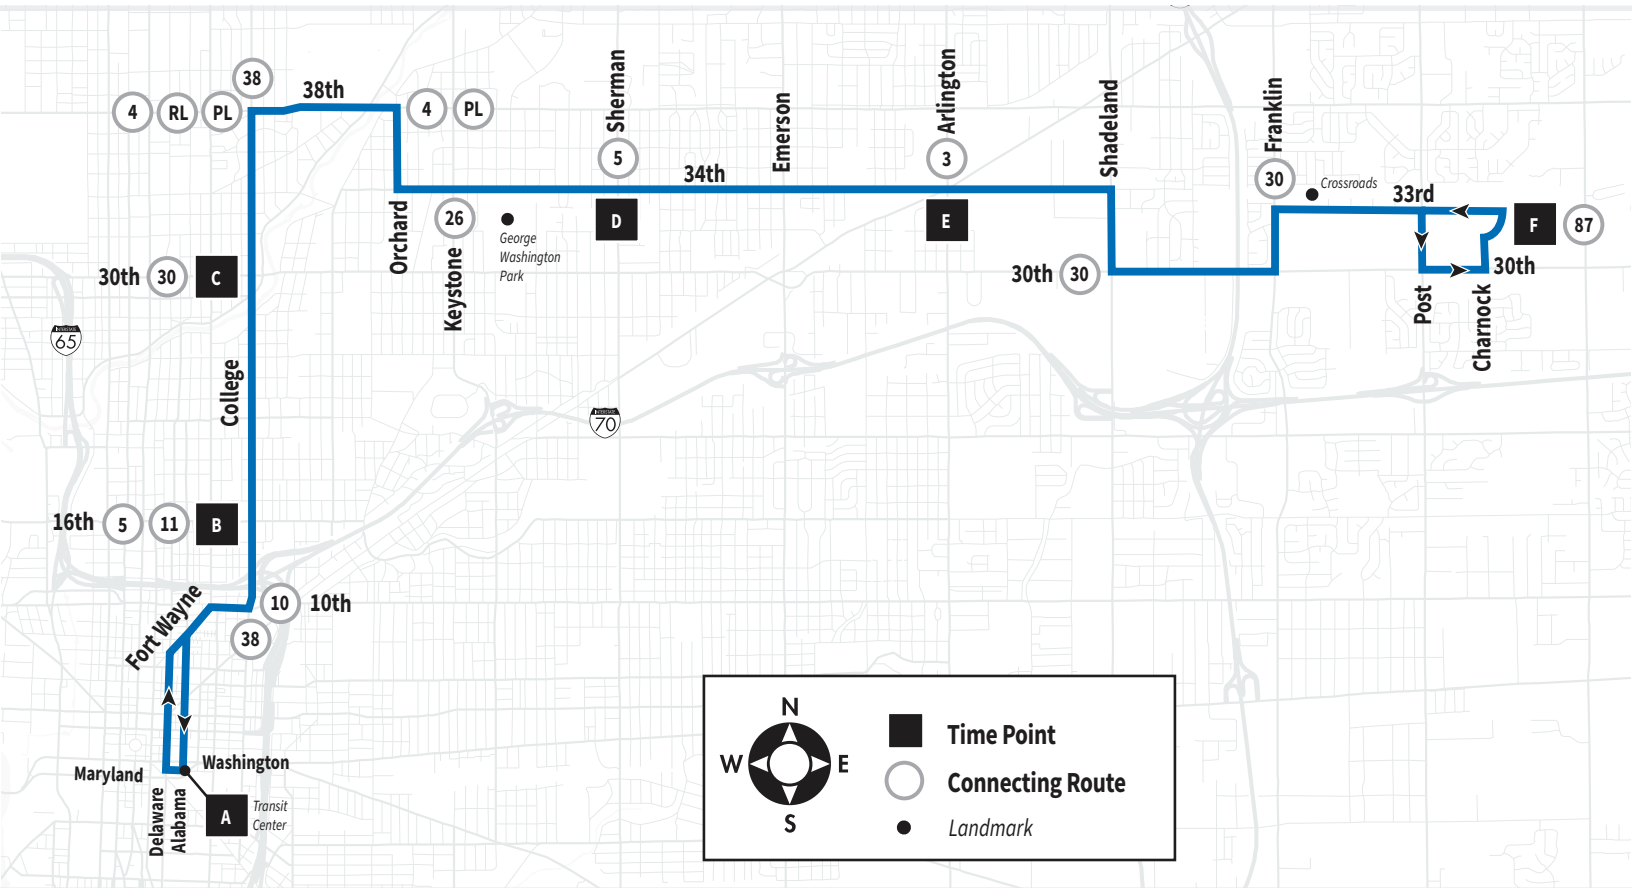 38
38th
4
RL
PL
4
PL
Sherman
5
Emerson
Arlington
3
Shadeland
Franklin
30
Crossroads
34th
33rd
Orchard
26
George
Washington
Park
Keystone
D
E
F
87
30th
30
C
30th
30
30th
Post
Charnock
INTERSTATE
65
College
INTERSTATE
70
16th
5
11
B
Fort Wayne
10
10th
38
Maryland
Washington
Delaware
Alabama
A
Transit
Center
N
W
E
S
Time Point
Connecting Route
Landmark